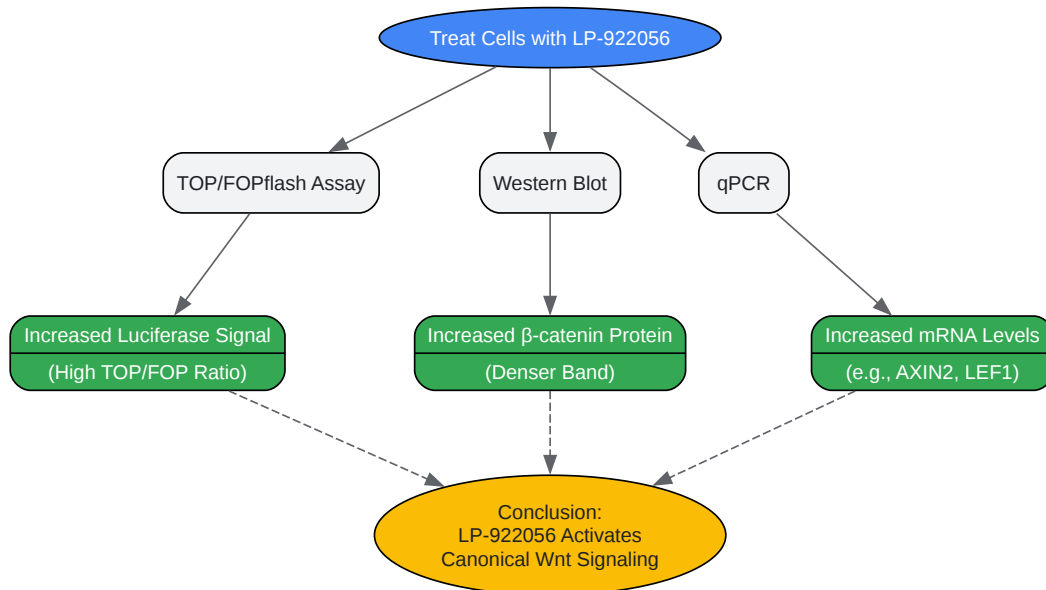 Treat Cells with LP-922056
TOP/FOPflash Assay
Western Blot
qPCR
Increased Luciferase Signal
(High TOP/FOP Ratio)
Increased β-catenin Protein
(Denser Band)
Increased mRNA Levels
(e.g., AXIN2, LEF1)
Conclusion:
LP-922056 Activates
Canonical Wnt Signaling